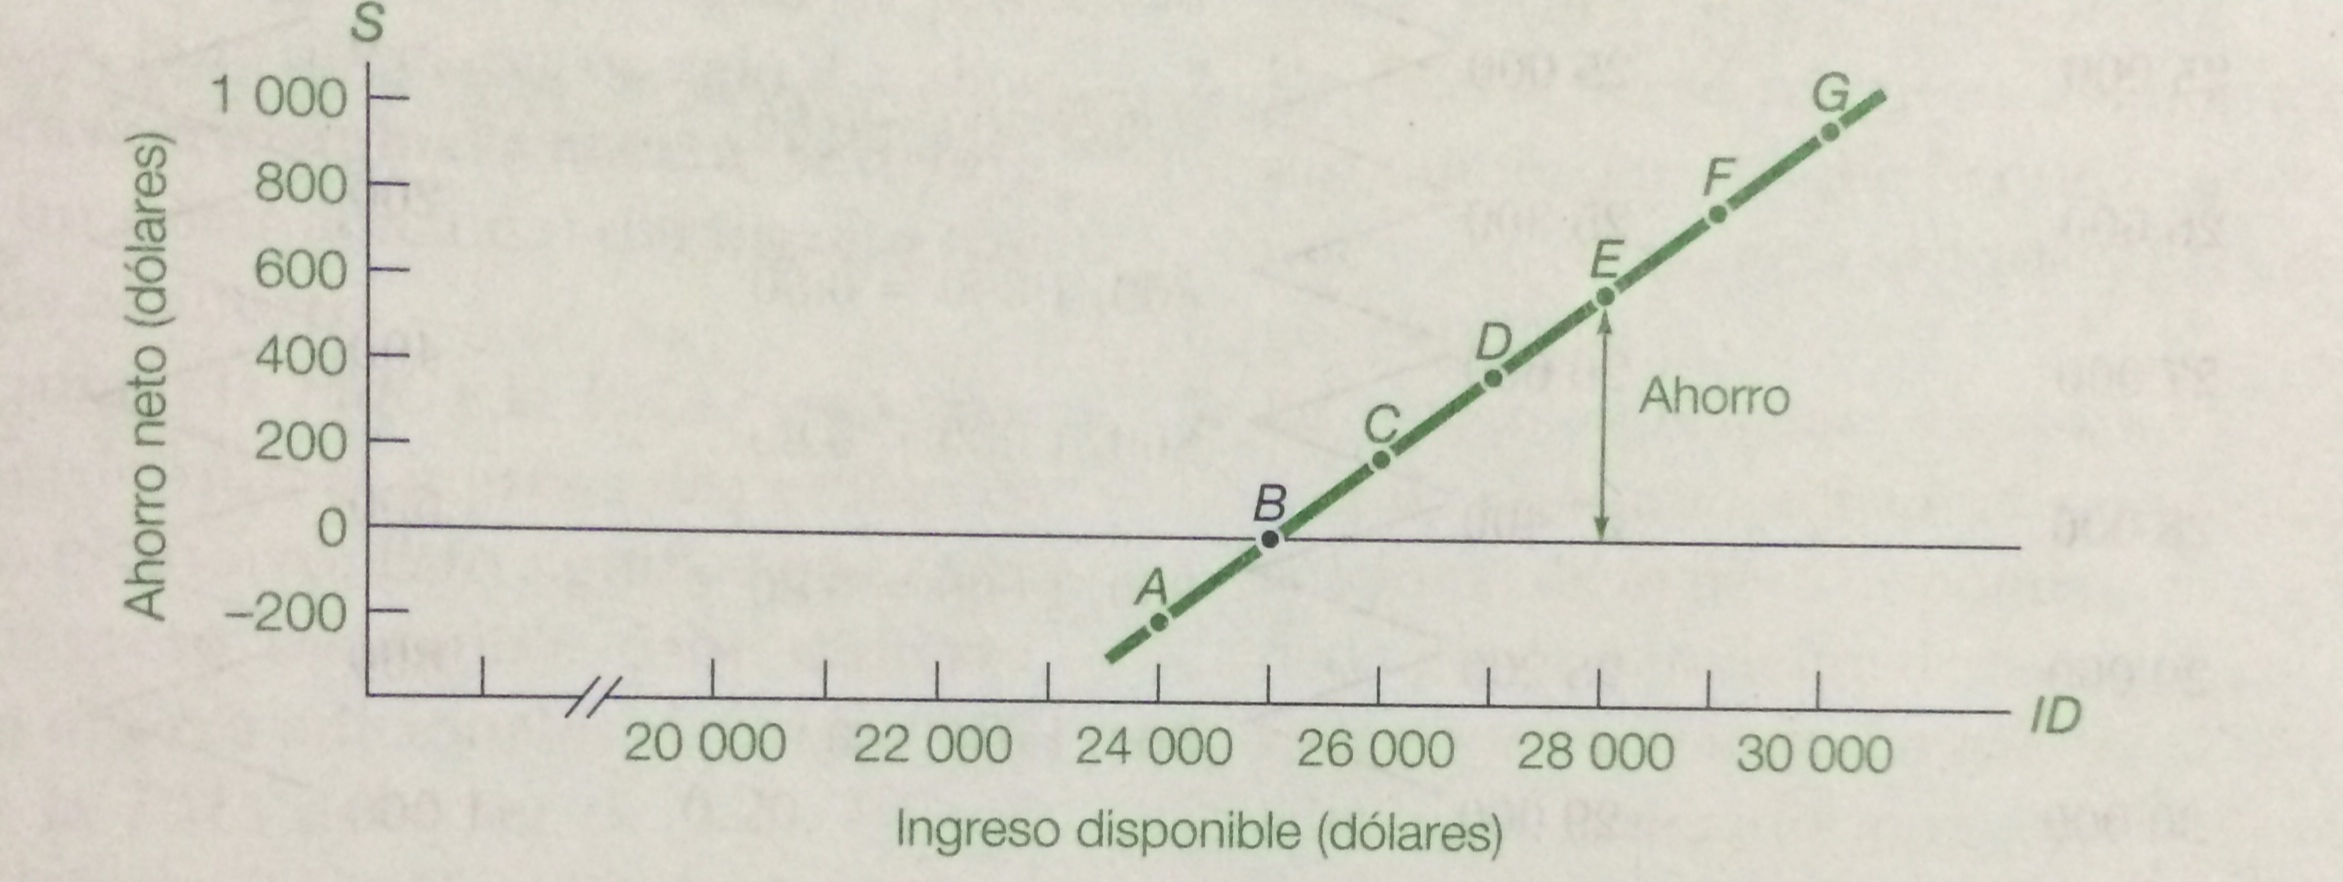 S
1 000
800
600
400
200
0
–200
Ahorro neto (dólares)
A
B
C
D
E
F
G
Ahorro
20 000 22 000 24 000 26 000 28 000 30 000
ID
Ingreso disponible (dólares)